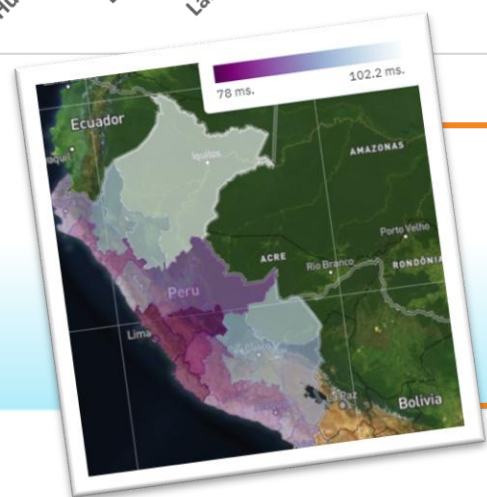 78 ms.
102.2 ms.
Ecuador
Iquitos
AMAZONAS
Porto Velho
ACRE
Rio Branco
RONDÔNIA
Peru
Lima
Bolivia